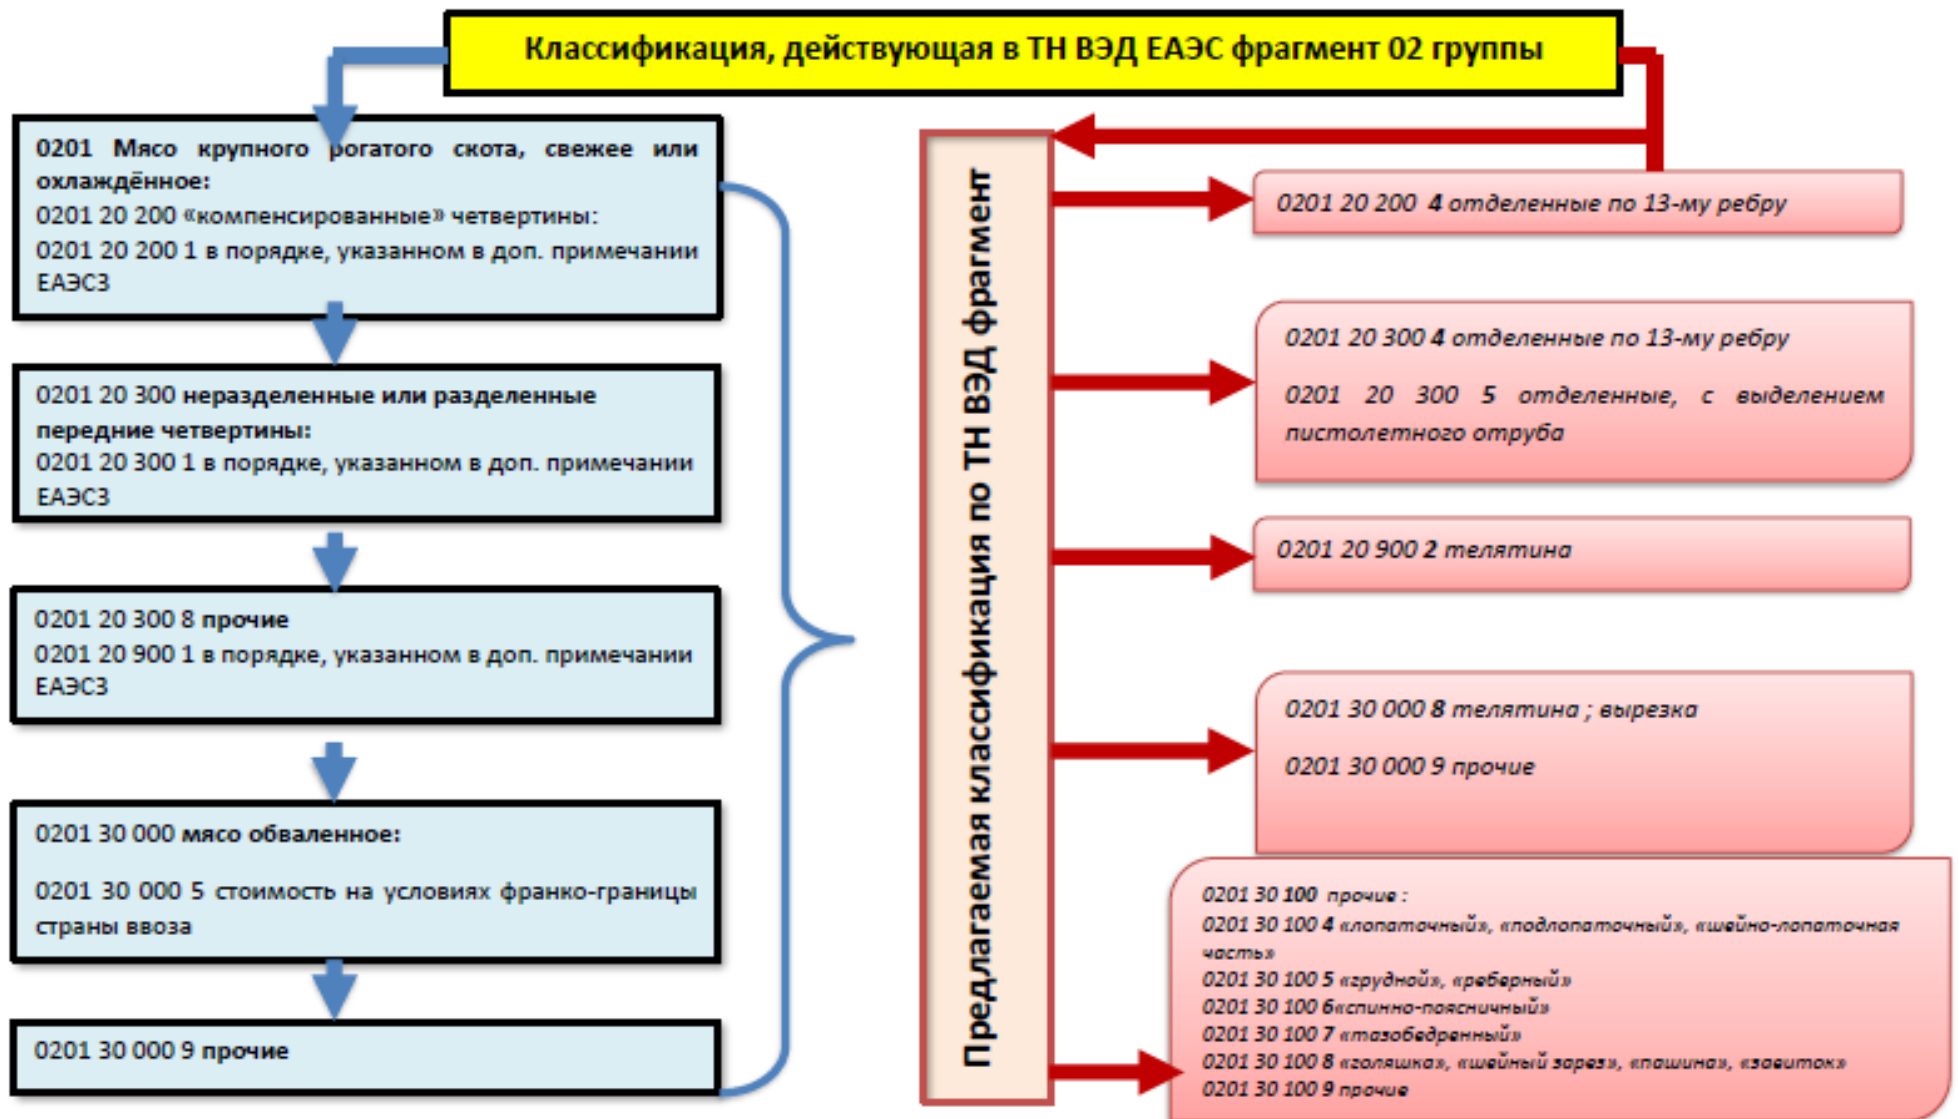 Классификация, действующая в ТН ВЭД ЕАЭС фрагмент 02 группы
0201 Мясо крупного рогатого скота, свежее или
охлаждённое:
0201 20 200 «компенсированные» четвертины:
0201 20 200 1 в порядке, указанном в доп. примечании
ЕАЭС3
0201 20 300 неразделенные или разделенные
передние четвертины:
0201 20 300 1 в порядке, указанном в доп. примечании
ЕАЭС3
0201 20 300 8 прочие
0201 20 900 1 в порядке, указанном в доп. примечании
ЕАЭС3
0201 30 000 мясо обваленное:
0201 30 000 5 стоимость на условиях франко-границы
страны ввоза
0201 30 000 9 прочие
Предлагаемая классификация по ТН ВЭД фрагмент
0201 20 200 4 отделенные по 13-му ребру
0201 20 300 4 отделенные по 13-му ребру
0201 20 300 5 отделенные, с выделением
пистолетного отруба
0201 20 900 2 телятина
0201 30 000 8 телятина ; вырезка
0201 30 000 9 прочие
0201 30 100 прочие :
0201 30 100 4 «лопаточный», «подлопаточный», «шейно-лопаточная
часть»
0201 30 100 5 «грудной», «реберный»
0201 30 100 6«спинно-поясничный»
0201 30 100 7 «тазобедренный»
0201 30 100 8 «голяшка», «шейный зарез», «пашина», «завиток»
0201 30 100 9 прочие